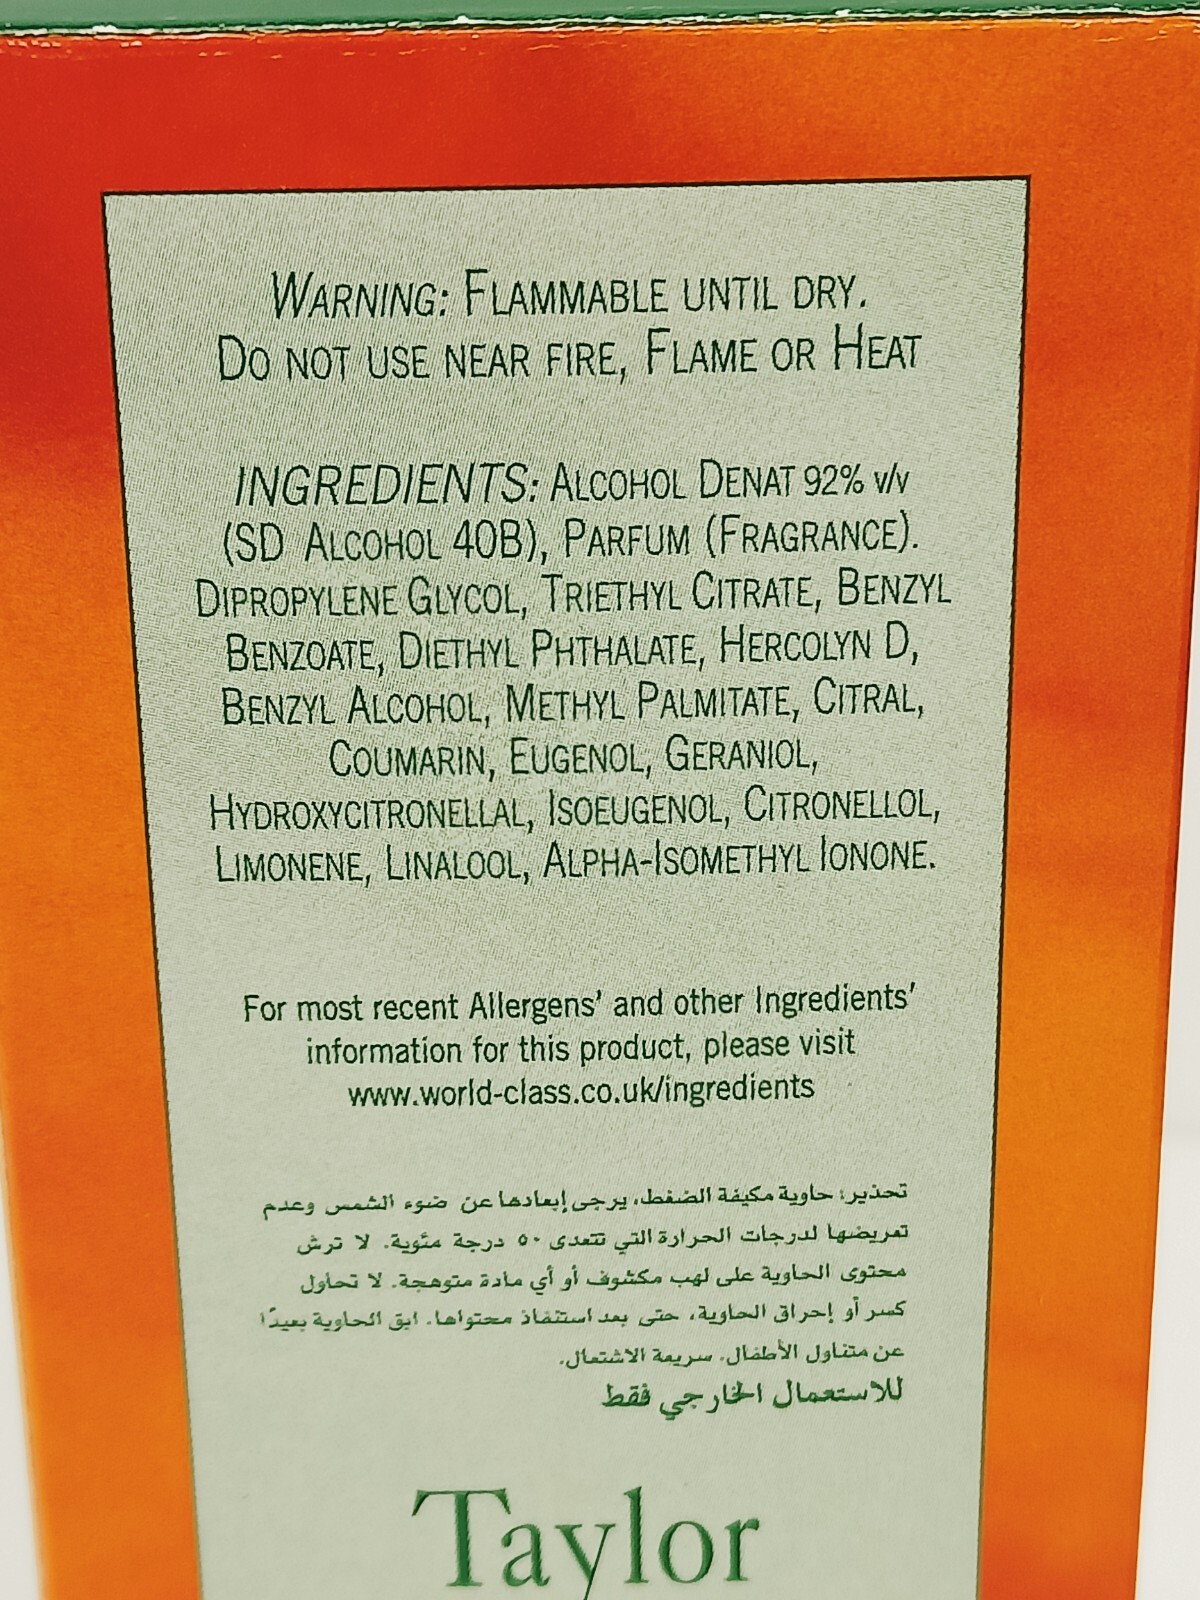 WARNING: FLAMMABLE UNTIL DRY.
DO NOT USE NEAR FIRE, FLAME OR HEAT
INGREDIENTS: ALCOHOL DENAT 92% v/v
(SD ALCOHOL 40B), PARFUM (FRAGRANCE).
DIPROPYLENE GLYCOL, TRIETHYL CITRATE, BENZYL
BENZOATE, DIETHYL PHTHALATE, HERCOLYN D,
BENZYL ALCOHOL, METHYL PALMITATE, CITRAL,
COUMARIN, EUGENOL, GERANIOL,
HYDROXYCITRONELLAL, ISOEUGENOL, CITRONELLOL,
LIMONENE, LINALOOL, ALPHA-ISOMETHYL IONONE.
For most recent Allergens' and other Ingredients'
information for this product, please visit
www.world-class.co.uk/ingredients
تحذير: حاوية مكيفة الضغط، يرجى إبعادها عن ضوء الشمس وعدم
تعريضها لدرجات الحرارة التي تتعدى ٥٠ درجة مئوية. لا ترش
محتوى الحاوية على لهب مكشوف أو أي مادة متوهجة. لا تحاول
كسر أو إحراق الحاوية، حتى بعد استنفاذ محتواها. ابق الحاوية بعيدًا
عن متناول الأطفال. سريعة الاشتعال.
للاستعمال الخارجي فقط
Taylor